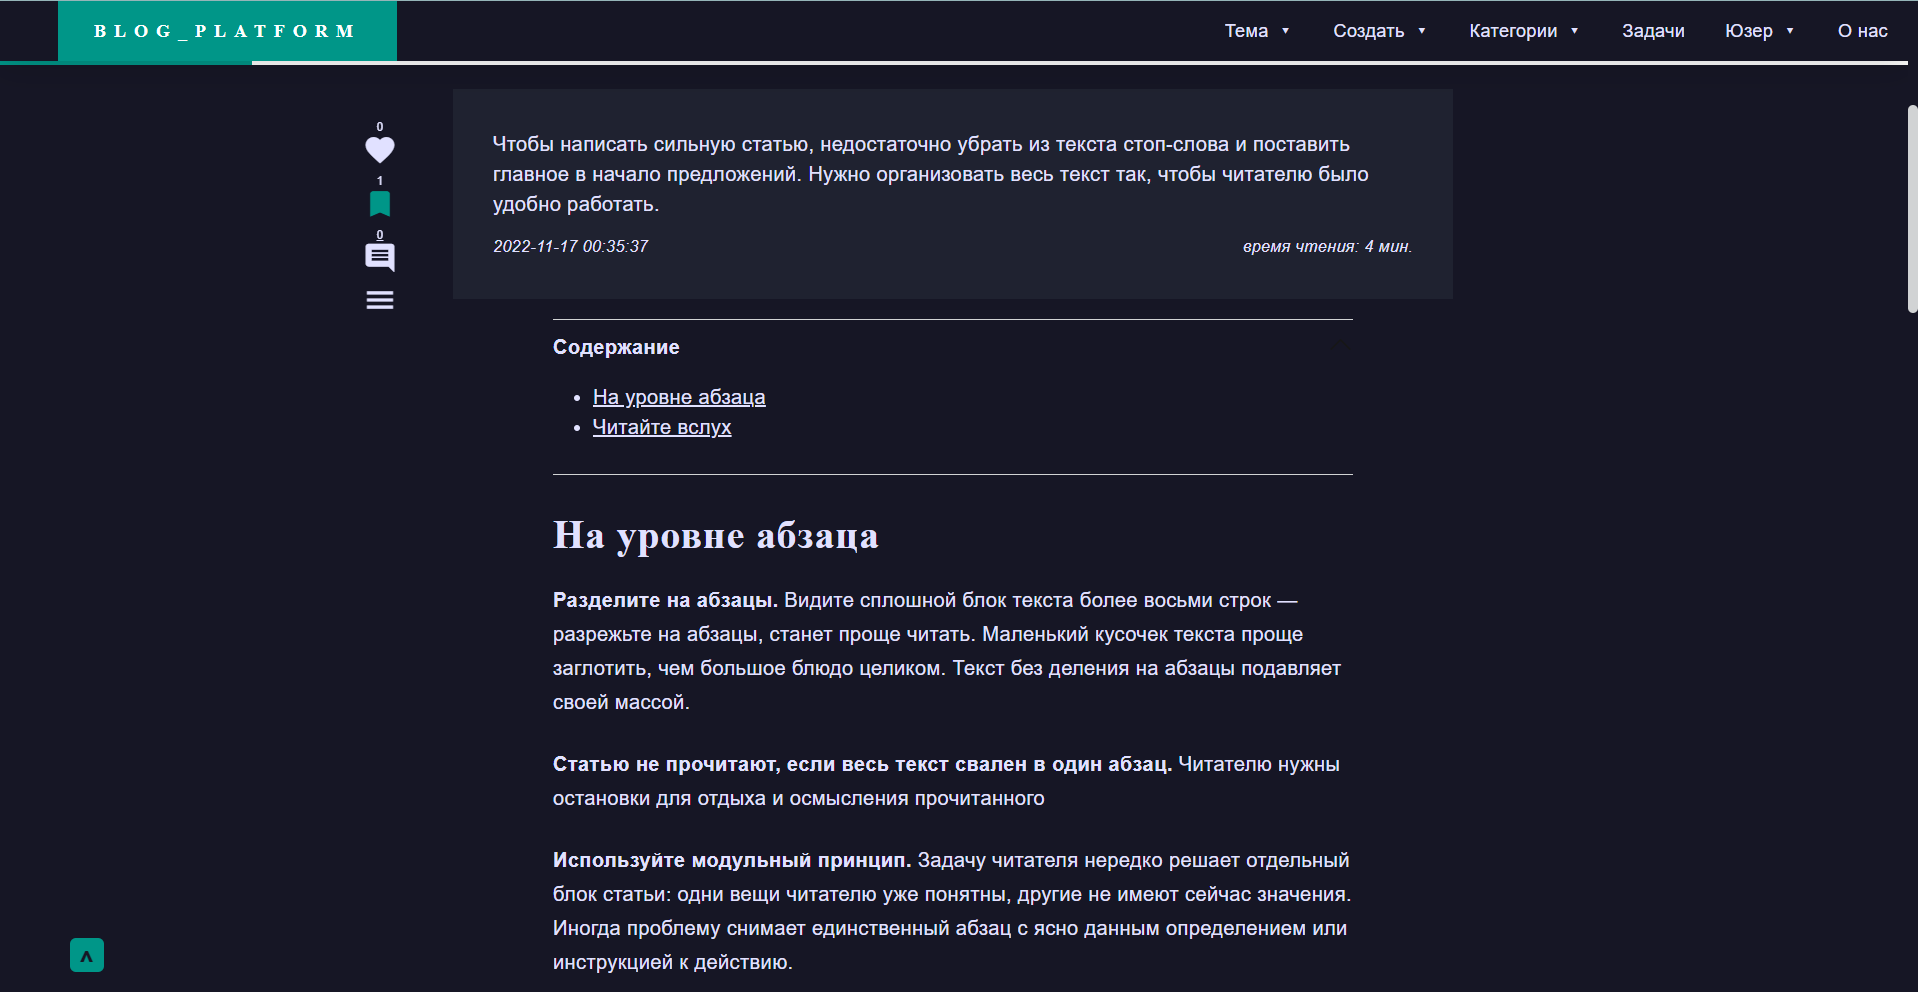 BLOG_PLATFORM
Тема ▼ Создать ▼ Категории ▼ Задачи Юзер ▼ О нас
0
1
0
Чтобы написать сильную статью, недостаточно убрать из текста стоп-слова и поставить
главное в начало предложений. Нужно организовать весь текст так, чтобы читателю было
удобно работать.
2022-11-17 00:35:37 время чтения: 4 мин.
Содержание
• На уровне абзаца
• Читайте вслух
На уровне абзаца
Разделите на абзацы. Видите сплошной блок текста более восьми строк —
разрежьте на абзацы, станет проще читать. Маленький кусочек текста проще
заглотить, чем большое блюдо целиком. Текст без деления на абзацы подавляет
своей массой.
Статью не прочитают, если весь текст свален в один абзац. Читателю нужны
остановки для отдыха и осмысления прочитанного
Используйте модульный принцип. Задачу читателя нередко решает отдельный
блок статьи: одни вещи читателю уже понятны, другие не имеют сейчас значения.
Иногда проблему снимает единственный абзац с ясно данным определением или
инструкцией к действию.